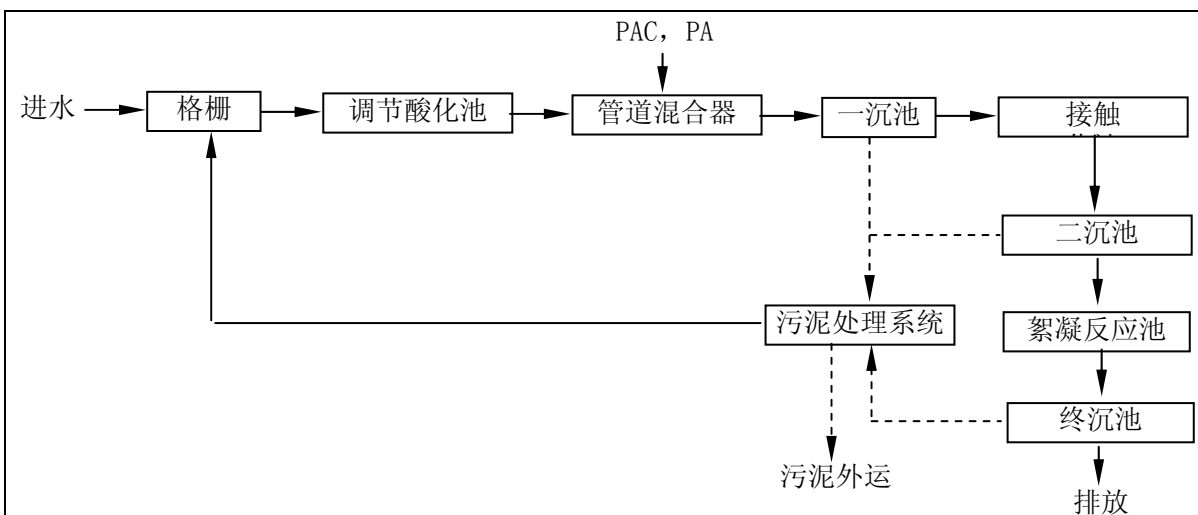 PAC，PA
进水
格栅
调节酸化池
管道混合器
一沉池
接触
二沉池
污泥处理系统
絮凝反应池
终沉池
污泥外运
排放